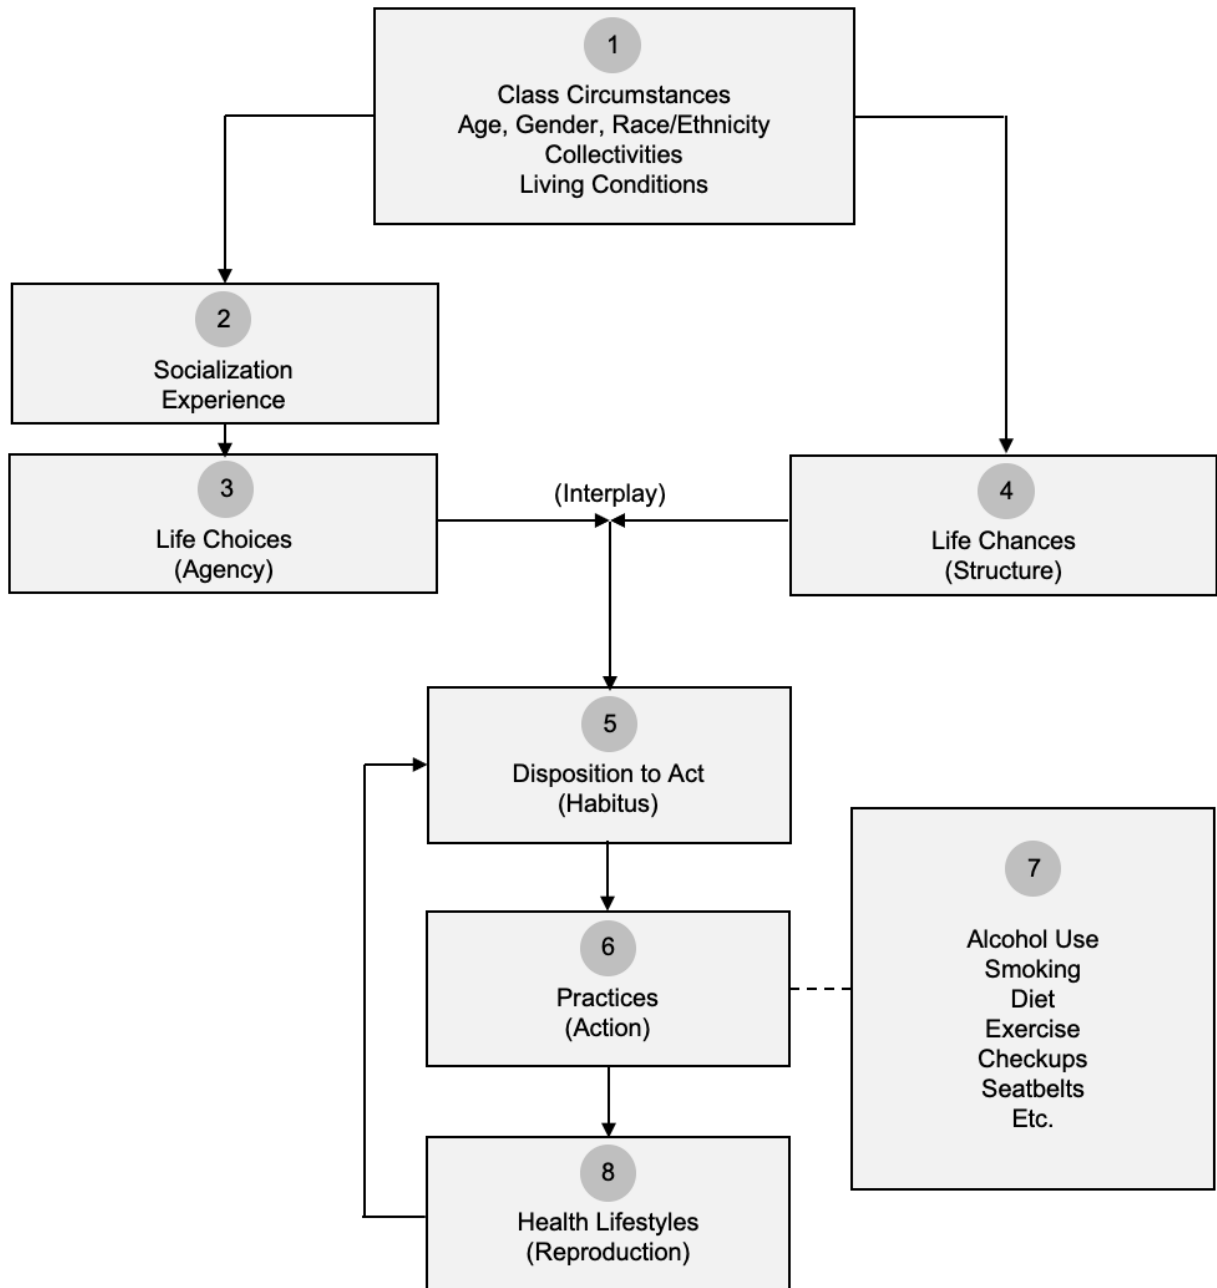 1
Class Circumstances
Age, Gender, Race/Ethnicity
Collectivities
Living Conditions
2
Socialization
Experience
3
Life Choices
(Agency)
(Interplay)
4
Life Chances
(Structure)
5
Disposition to Act
(Habitus)
6
Practices
(Action)
7
Alcohol Use
Smoking
Diet
Exercise
Checkups
Seatbelts
Etc.
8
Health Lifestyles
(Reproduction)